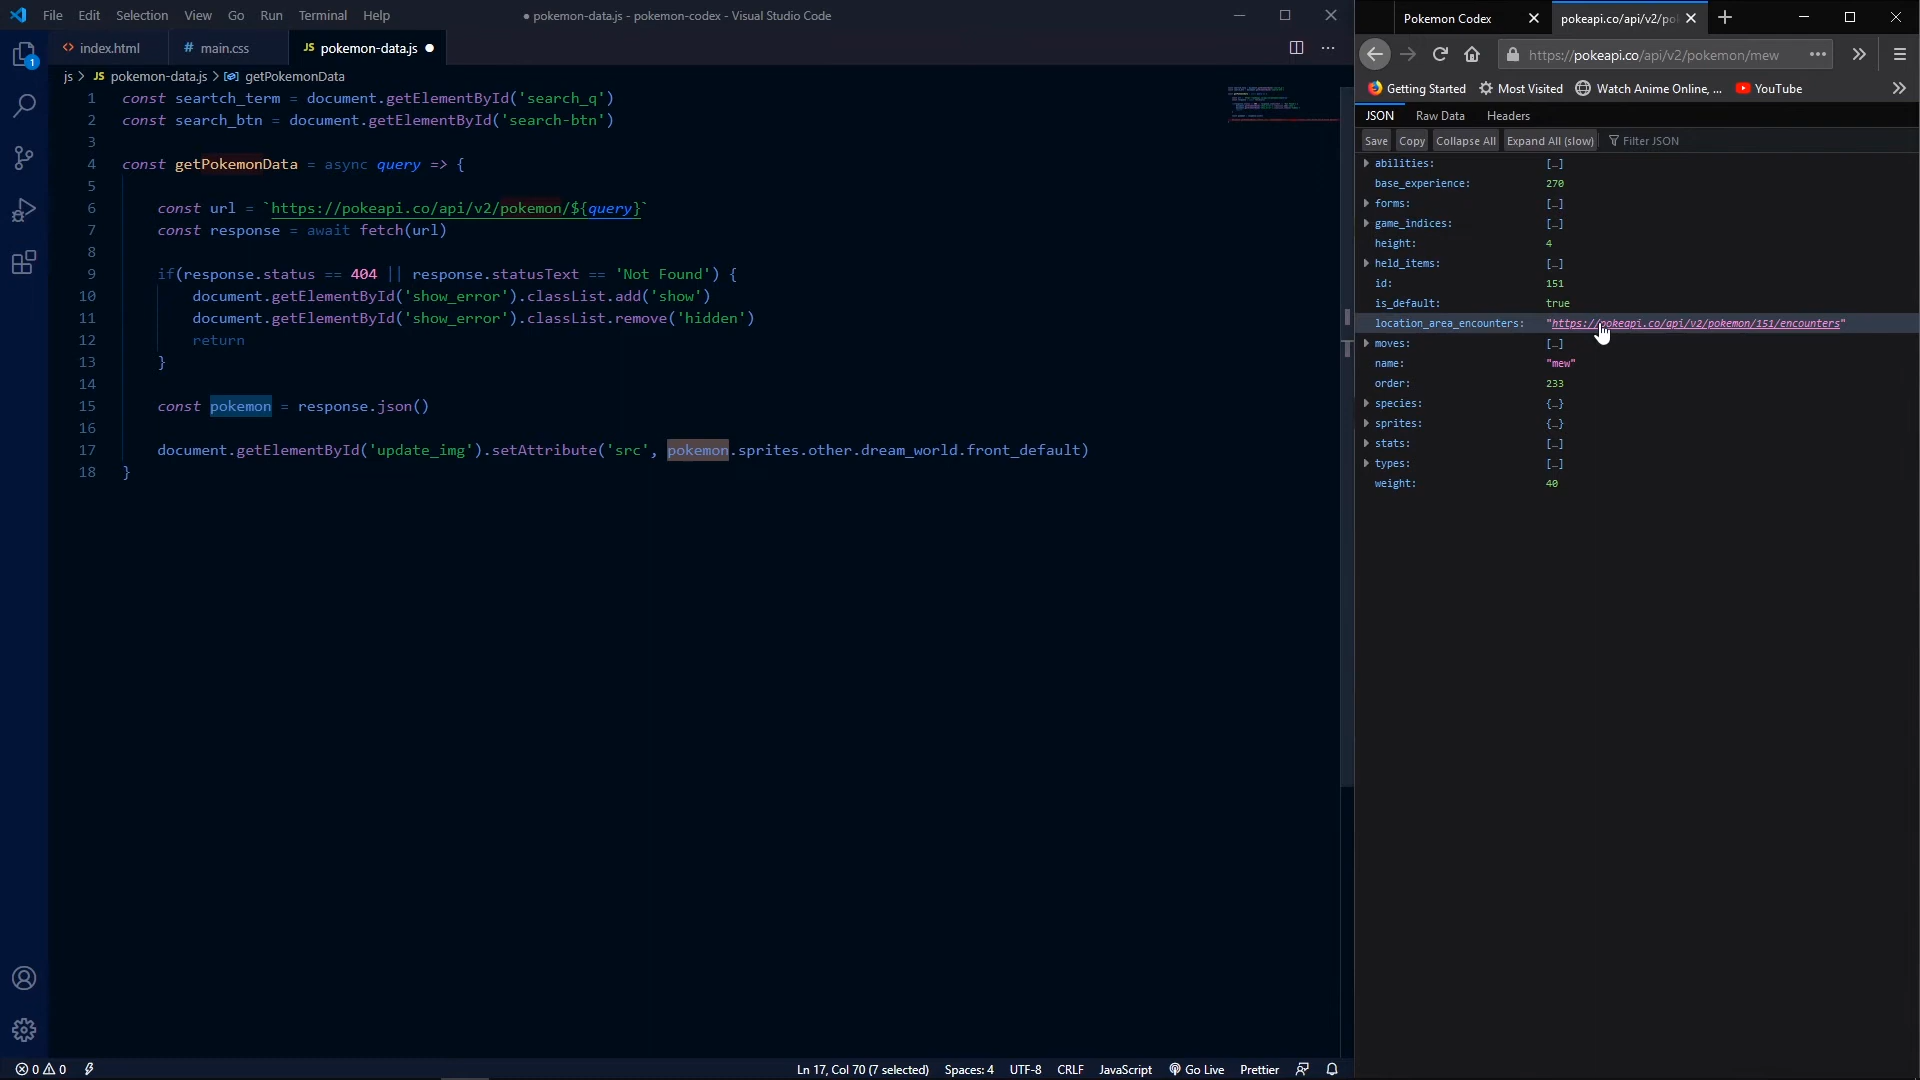 File Edit Selection View Go Run Terminal Help
● pokemon-data.js - pokemon-codex - Visual Studio Code
index.html
# main.css
JS pokemon-data.js ●
js > JS pokemon-data.js > getPokemonData
1 const seartch_term = document.getElementById('search_q')
2 const search_btn = document.getElementById('search-btn')
3
4 const getPokemonData = async query => {
5
6 const url = `https://pokeapi.co/api/v2/pokemon/${query}`
7 const response = await fetch(url)
8
9 if(response.status == 404 || response.statusText == 'Not Found') {
10 document.getElementById('show_error').classList.add('show')
11 document.getElementById('show_error').classList.remove('hidden')
12 return
13 }
14
15 const pokemon = response.json()
16
17 document.getElementById('update_img').setAttribute('src', pokemon.sprites.other.dream_world.front_default)
18 }
1
0 0
Ln 17, Col 70 (7 selected) Spaces: 4 UTF-8 CRLF JavaScript Go Live Prettier
Pokemon Codex
pokeapi.co/api/v2/po
https://pokeapi.co/api/v2/pokemon/mew
Getting Started Most Visited Watch Anime Online, ... YouTube
JSON Raw Data Headers
Save Copy Collapse All Expand All (slow) Filter JSON
abilities: […]
base_experience: 270
forms: […]
game_indices: […]
height: 4
held_items: […]
id: 151
is_default: true
location_area_encounters: "https://pokeapi.co/api/v2/pokemon/151/encounters"
moves: […]
name: "mew"
order: 233
species: {…}
sprites: {…}
stats: […]
types: […]
weight: 40